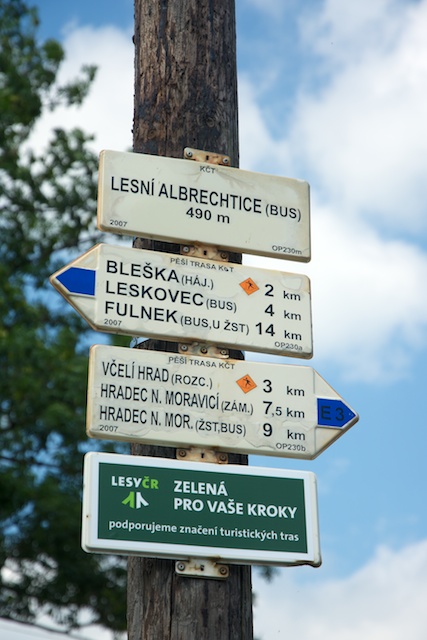 KČT
LESNÍ ALBRECHTICE (BUS)
490 m
2007 OP230m
PĚŠÍ TRASA KČT
BLEŠKA (HÁJ.) 2 km
LESKOVEC (BUS) 4 km
FULNEK (BUS,U ŽST) 14 km
2007 OP230a
PĚŠÍ TRASA KČT
VČELÍ HRAD (ROZC.) 3 km
HRADEC N. MORAVICÍ (ZÁM.) 7,5 km E3
HRADEC N. MOR. (ŽST,BUS) 9 km
2007 OP230b
LESYČR ZELENÁ
PRO VAŠE KROKY
podporujeme značení turistických tras